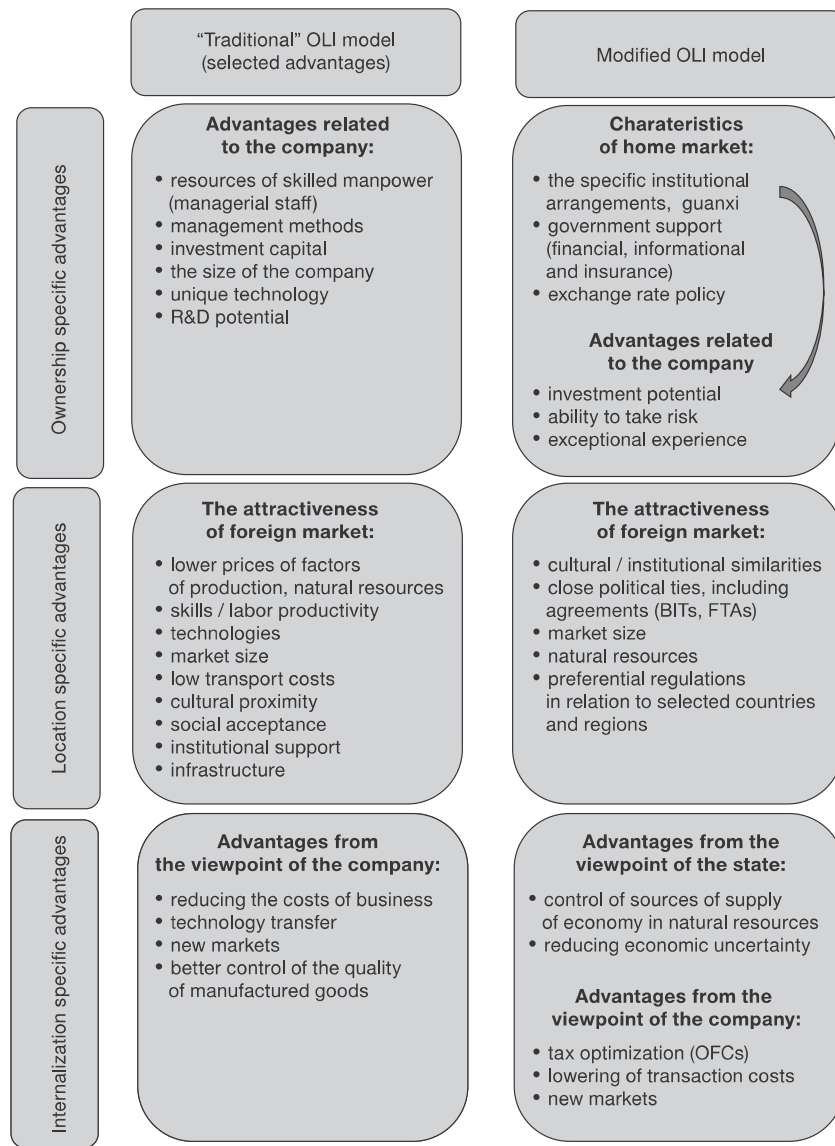 “Traditional” OLI model
(selected advantages)
Modified OLI model
Ownership specific advantages
Advantages related
to the company:
• resources of skilled manpower
(managerial staff)
• management methods
• investment capital
• the size of the company
• unique technology
• R&D potential
Charateristics
of home market:
• the specific institutional
arrangements, guanxi
• government support
(financial, informational
and insurance)
• exchange rate policy
Advantages related
to the company
• investment potential
• ability to take risk
• exceptional experience
Location specific advantages
The attractiveness
of foreign market:
• lower prices of factors
of production, natural resources
• skills / labor productivity
• technologies
• market size
• low transport costs
• cultural proximity
• social acceptance
• institutional support
• infrastructure
The attractiveness
of foreign market:
• cultural / institutional similarities
• close political ties, including
agreements (BITs, FTAs)
• market size
• natural resources
• preferential regulations
in relation to selected countries
and regions
Internalization specific advantages
Advantages from
the viewpoint of the company:
• reducing the costs of business
• technology transfer
• new markets
• better control of the quality
of manufactured goods
Advantages from the
viewpoint of the state:
• control of sources of supply
of economy in natural resources
• reducing economic uncertainty
Advantages from the
viewpoint of the company:
• tax optimization (OFCs)
• lowering of transaction costs
• new markets